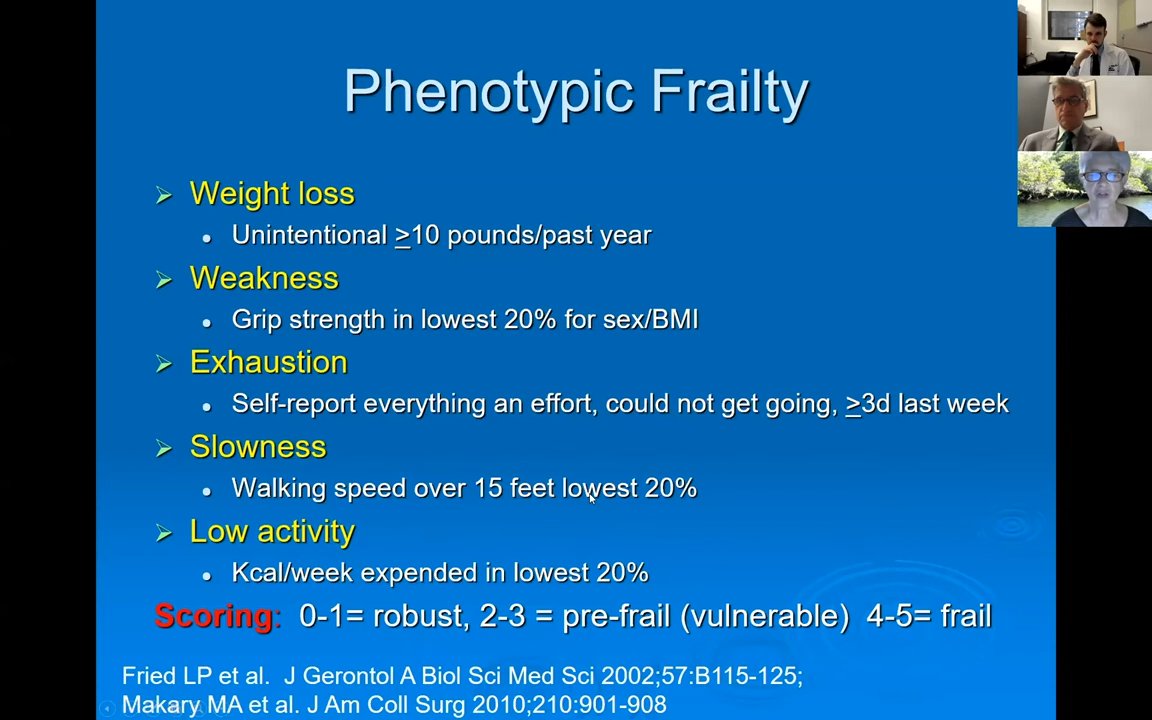 Phenotypic Frailty
Weight loss
Unintentional >10 pounds/past year
Weakness
Grip strength in lowest 20% for sex/BMI
Exhaustion
Self-report everything an effort, could not get going, >3d last week
Slowness
Walking speed over 15 feet lowest 20%
Low activity
Kcal/week expended in lowest 20%
Scoring: 0-1= robust, 2-3 = pre-frail (vulnerable) 4-5= frail
Fried LP et al. J Gerontol A Biol Sci Med Sci 2002;57:B115-125;
Makary MA et al. J Am Coll Surg 2010;210:901-908